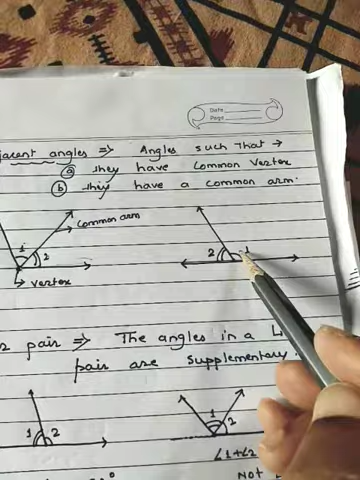 Date
Page
jacent angles => Angles such that →
ⓐ they have Common Vertex
ⓑ they have a common arm.
Common arm
1
2
2
1
Vertex
pair => The angles in a L
pair are supplementary.
1 2
1
2
∠1+∠2
NOT